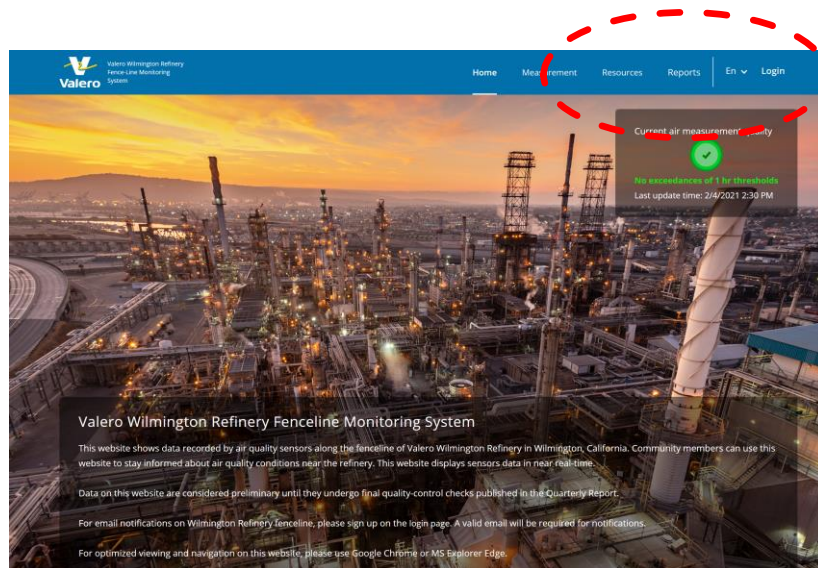 Valero
Valero Wilmington Refinery
Fence-Line Monitoring
System
Home Measurement Resources Reports En Login
Current air measurement quality
No exceedances of 1 hr thresholds
Last update time: 2/4/2021 2:30 PM
Valero Wilmington Refinery Fenceline Monitoring System
This website shows data recorded by air quality sensors along the fenceline of Valero Wilmington Refinery in Wilmington, California. Community members can use this
website to stay informed about air quality conditions near the refinery. This website displays sensors data in near real-time.
Data on this website are considered preliminary until they undergo final quality-control checks published in the Quarterly Report.
For email notifications on Wilmington Refinery fenceline, please sign up on the login page. A valid email will be required for notifications.
For optimized viewing and navigation on this website, please use Google Chrome or MS Explorer Edge.